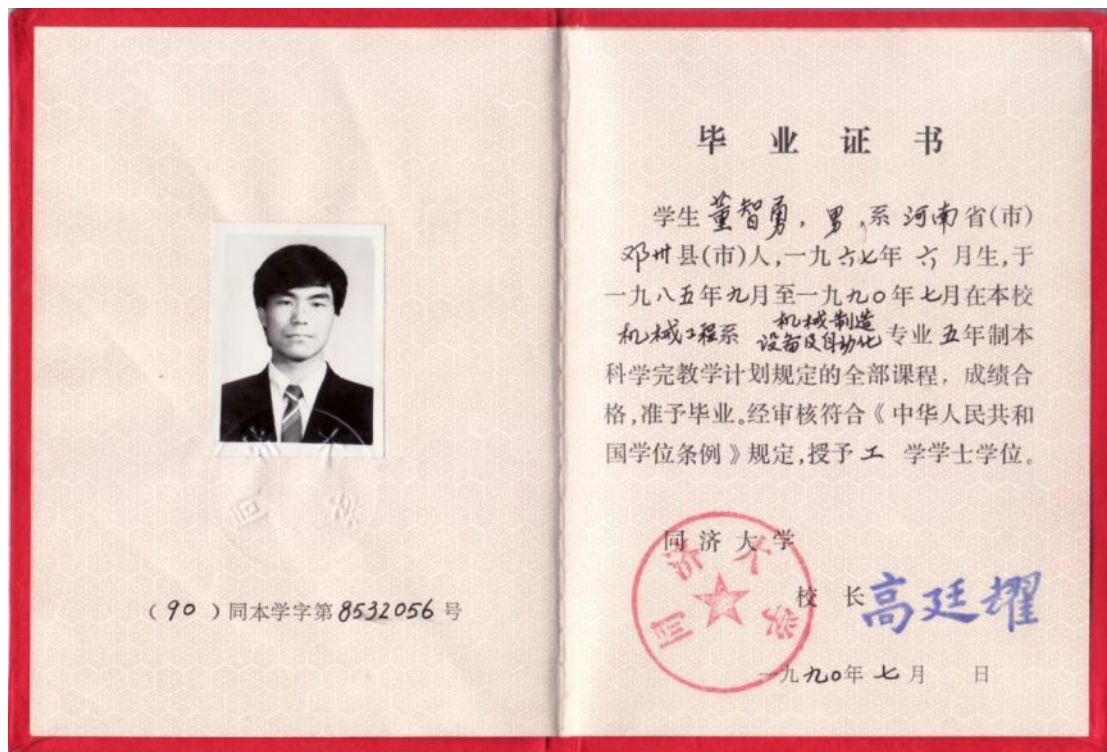 （90）同本学字第8532056号
毕业证书
学生董智勇，男，系河南省(市)
邓州县(市)人，一九六七年六月生，于
一九八五年九月至一九九〇年七月在本校
机械工程系机械制造设备及自动化专业五年制本
科学完教学计划规定的全部课程，成绩合
格，准予毕业。经审核符合《中华人民共和
国学位条例》规定，授予工学学士学位。
同济大学
同济大学
校长高廷耀
一九九〇年七月日